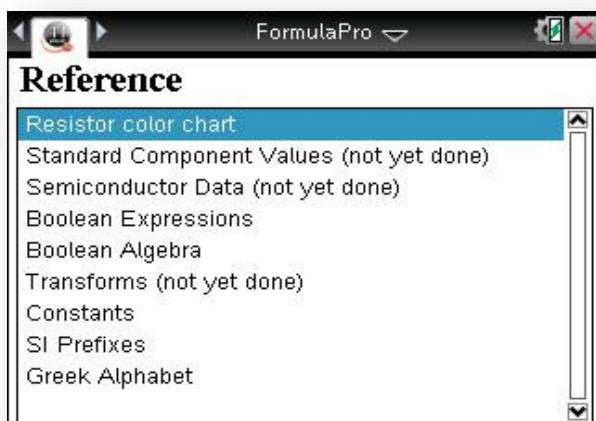 FormulaPro
Reference
Resistor color chart
Standard Component Values (not yet done)
Semiconductor Data (not yet done)
Boolean Expressions
Boolean Algebra
Transforms (not yet done)
Constants
SI Prefixes
Greek Alphabet